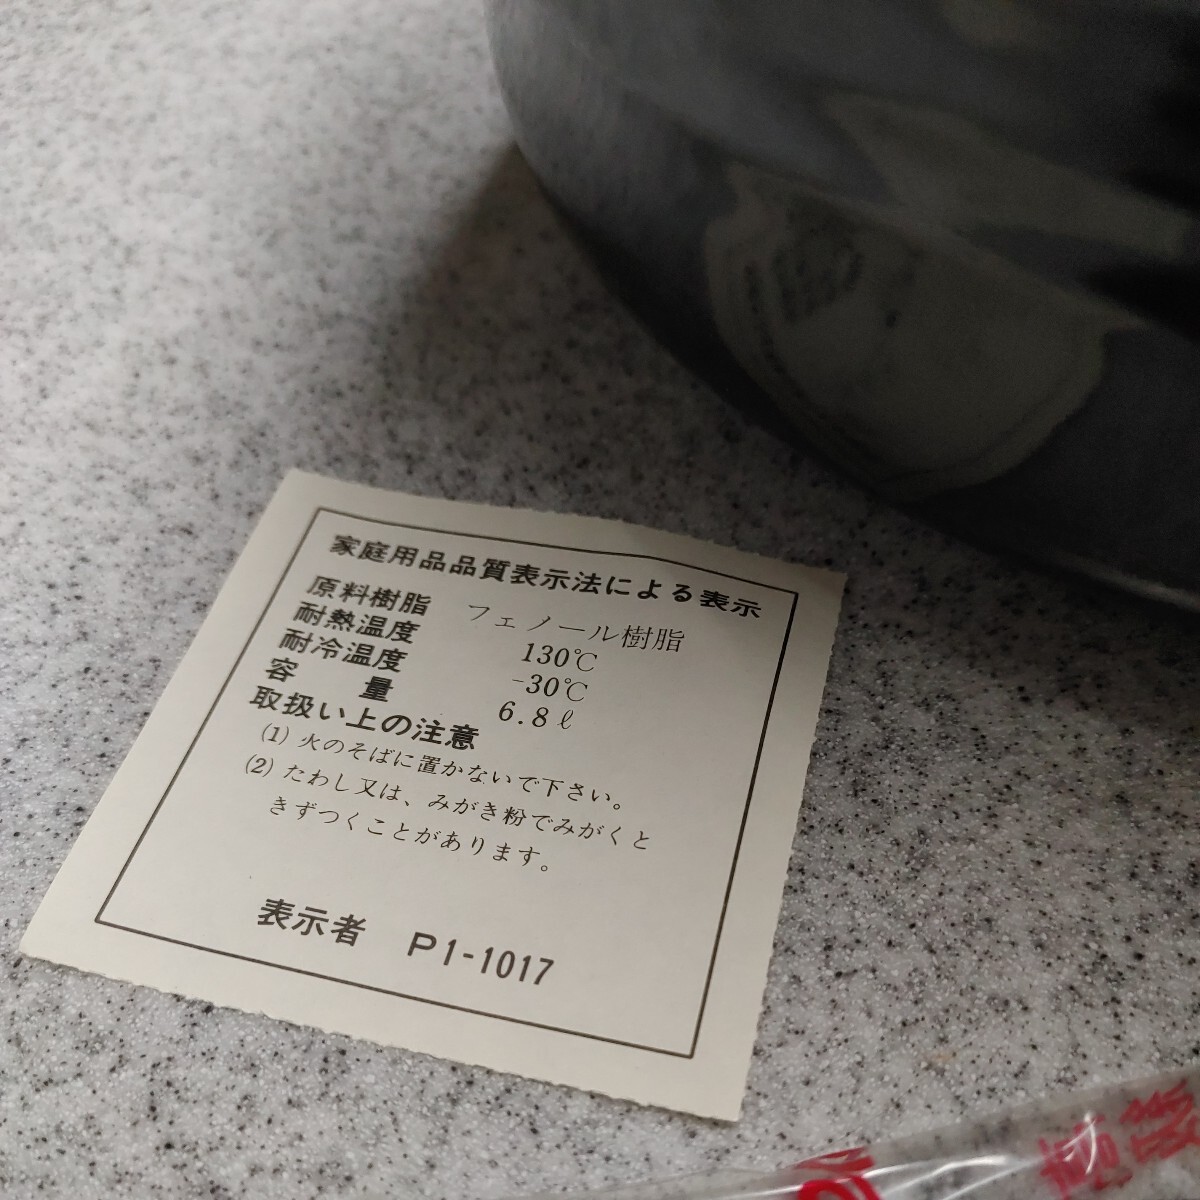 家庭用品品質表示法による表示
原料樹脂 フェノール樹脂
耐熱温度 130℃
耐冷温度 -30℃
容量 6.8ℓ
取扱い上の注意
(1) 火のそばに置かないで下さい。
(2) たわし又は、みがき粉でみがくと
きずつくことがあります。
表示者 P1-1017